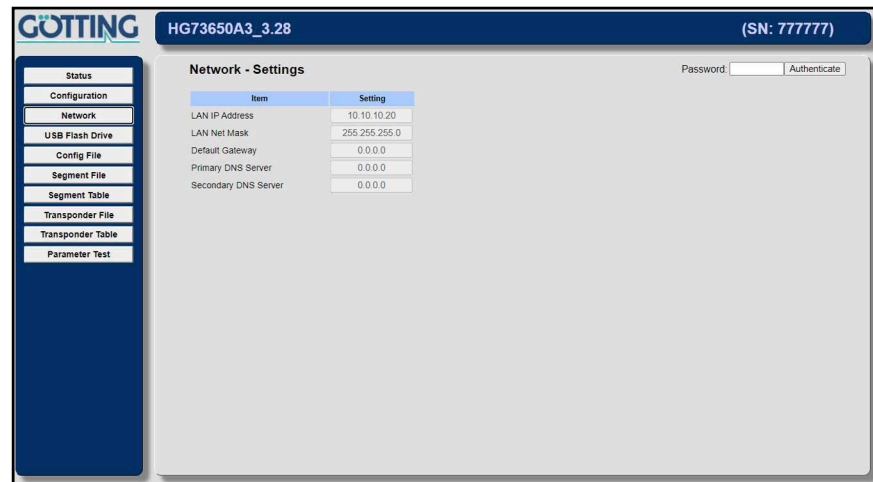 GÖTTING
HG73650A3_3.28 (SN: 777777)
Status
Configuration
Network
USB Flash Drive
Config File
Segment File
Segment Table
Transponder File
Transponder Table
Parameter Test
Network - Settings
Password: Authenticate
Item Setting
LAN IP Address 10.10.10.20
LAN Net Mask 255.255.255.0
Default Gateway 0.0.0.0
Primary DNS Server 0.0.0.0
Secondary DNS Server 0.0.0.0